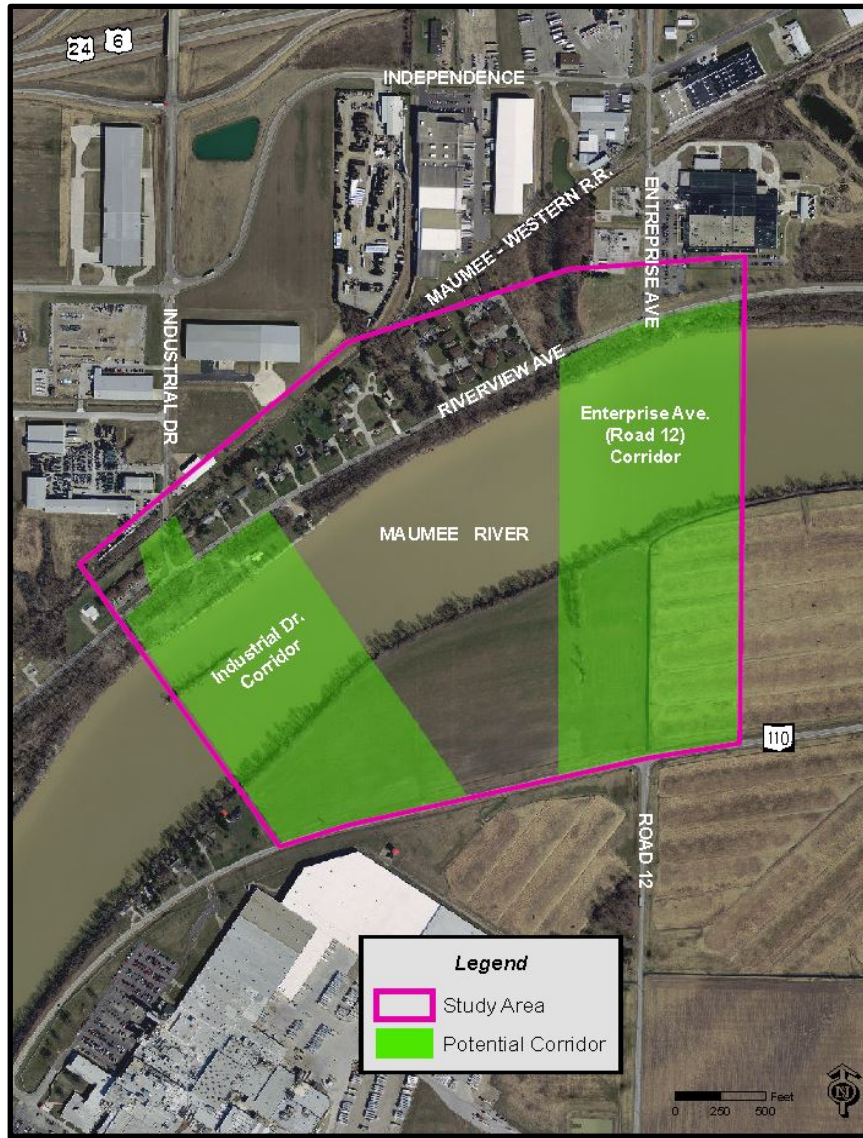 24
6
INDEPENDENCE
MAUMEE - WESTERN R.R.
ENTREPRISE AVE
INDUSTRIAL DR
RIVERVIEW AVE
Enterprise Ave.
(Road 12)
Corridor
MAUMEE RIVER
Industrial Dr.
Corridor
110
ROAD 12
Legend
Study Area
Potential Corridor
Feet
0 250 500
N